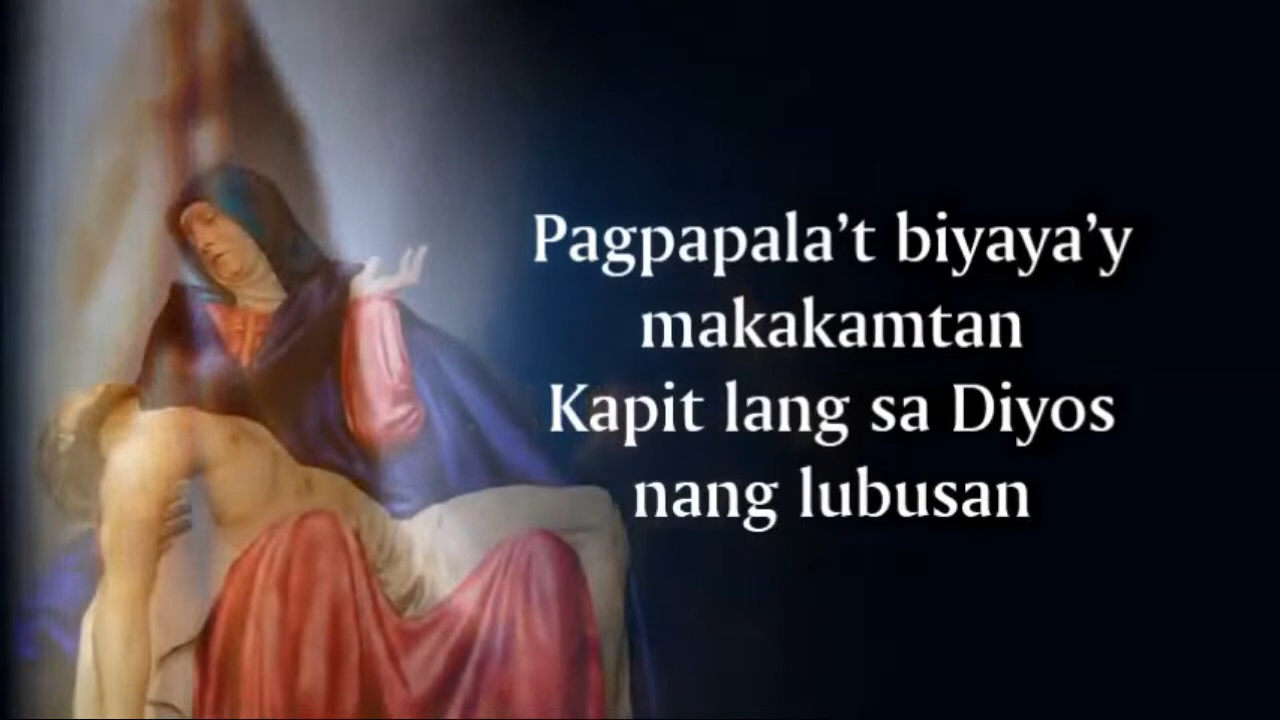 Pagpapala’t biyaya’y
makakamtan
Kapit lang sa Diyos
nang lubusan